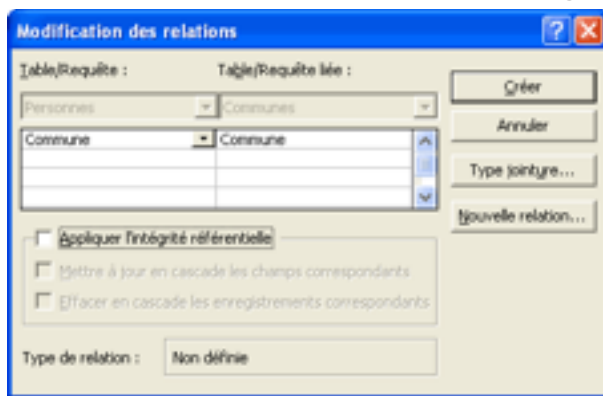 Modification des relations
Table/Requête : Table/Requête liée :
Personnes Communes
Commune Commune
Créer
Annuler
Type jointure...
Nouvelle relation...
Appliquer l'intégrité référentielle
Mettre à jour en cascade les champs correspondants
Effacer en cascade les enregistrements correspondants
Type de relation : Non définie